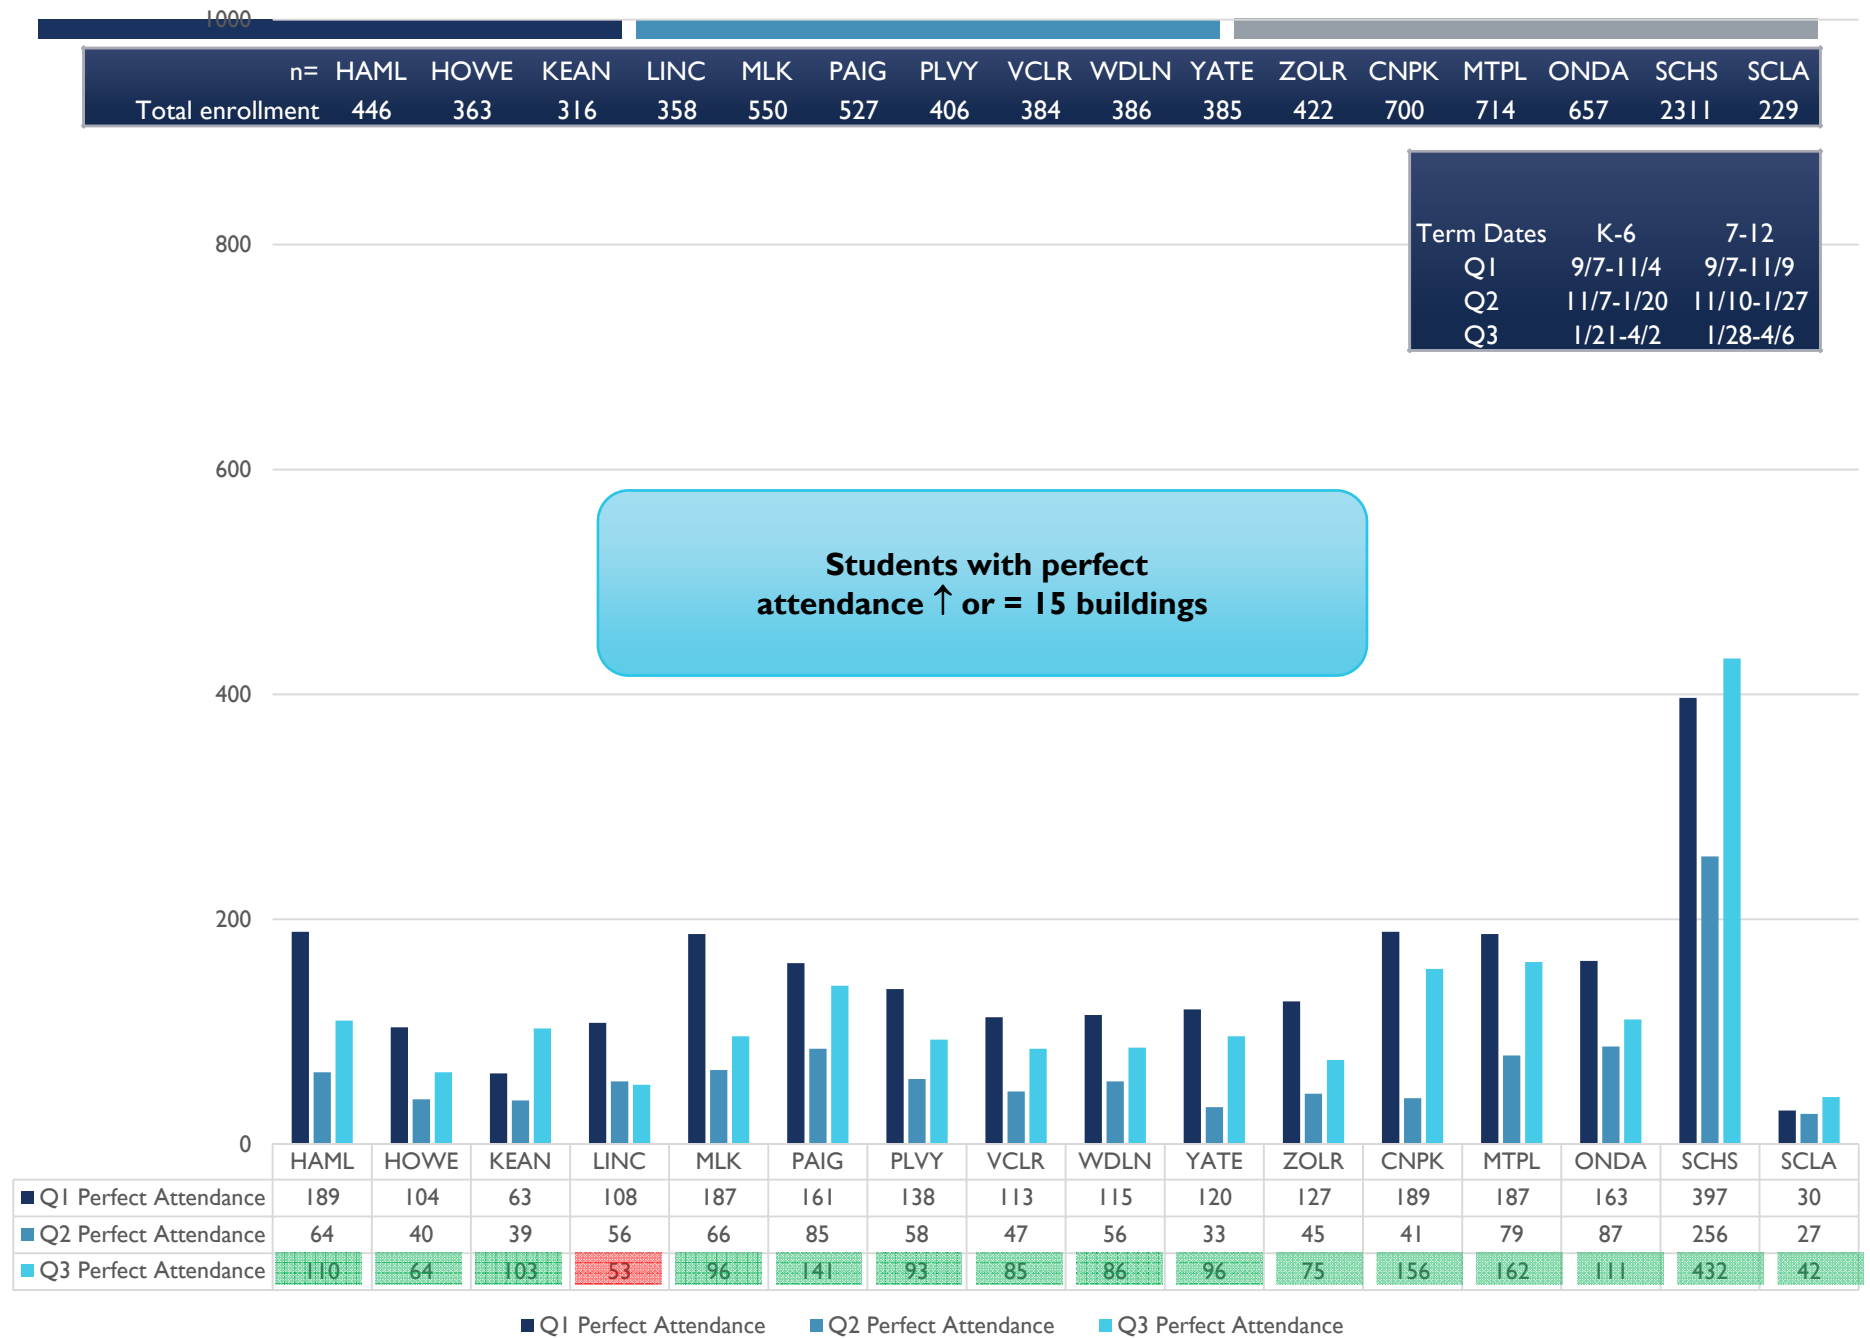 1000
n= HAML HOWE KEAN LINC MLK PAIG PLVY VCLR WDLN YATE ZOLR CNPK MTPL ONDA SCHS SCLA
Total enrollment 446 363 316 358 550 527 406 384 386 385 422 700 714 657 2311 229
Term Dates K-6 7-12
Q1 9/7-11/4 9/7-11/9
Q2 11/7-1/20 11/10-1/27
Q3 1/21-4/2 1/28-4/6
800
600
Students with perfect
attendance ↑ or = 15 buildings
400
200
0
HAML HOWE KEAN LINC MLK PAIG PLVY VCLR WDLN YATE ZOLR CNPK MTPL ONDA SCHS SCLA
Q1 Perfect Attendance 189 104 63 108 187 161 138 113 115 120 127 189 187 163 397 30
Q2 Perfect Attendance 64 40 39 56 66 85 58 47 56 33 45 41 79 87 256 27
Q3 Perfect Attendance 110 64 103 53 96 141 93 85 86 96 75 156 162 111 432 42
Q1 Perfect Attendance Q2 Perfect Attendance Q3 Perfect Attendance